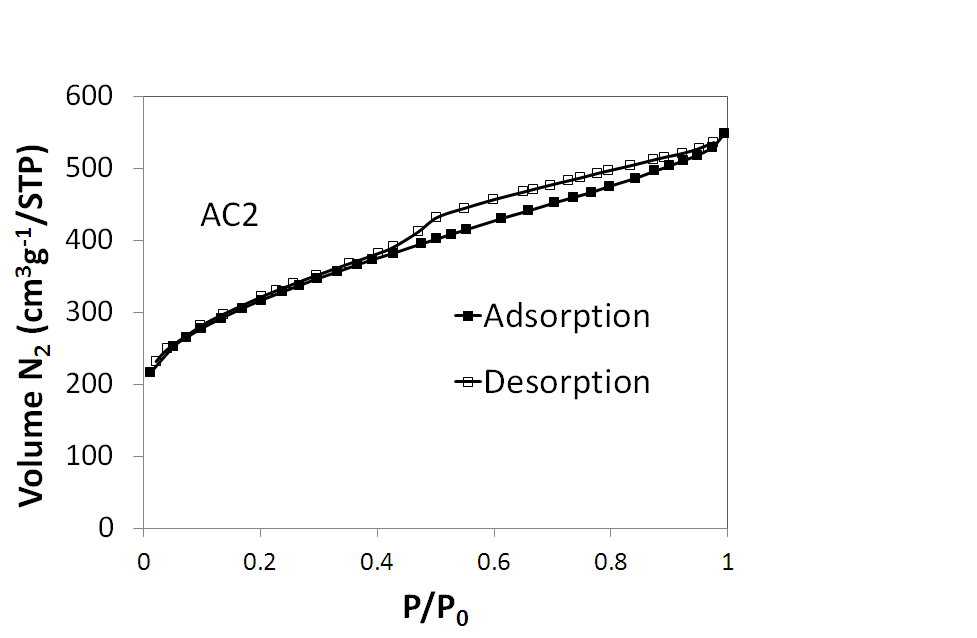 Volume N₂ (cm³g⁻¹/STP)
600
500
400
300
200
100
0
AC2
Adsorption
Desorption
0 0.2 0.4 0.6 0.8 1
P/P₀